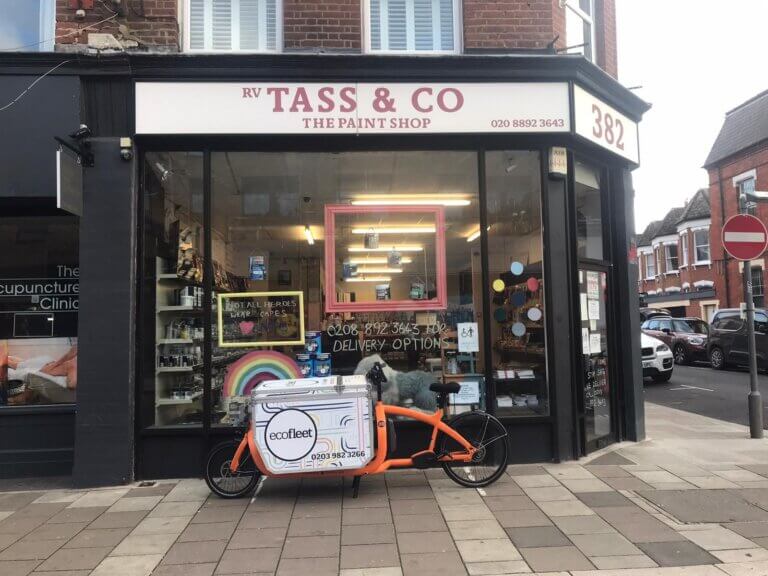 RV TASS & CO
THE PAINT SHOP
020 8892 3643
382
The
cupuncture
Clinic
NOT ALL HEROES
WEAR CAPES
0208 892 3643 FOR
DELIVERY OPTIONS
ecofleet
0203 982 3266